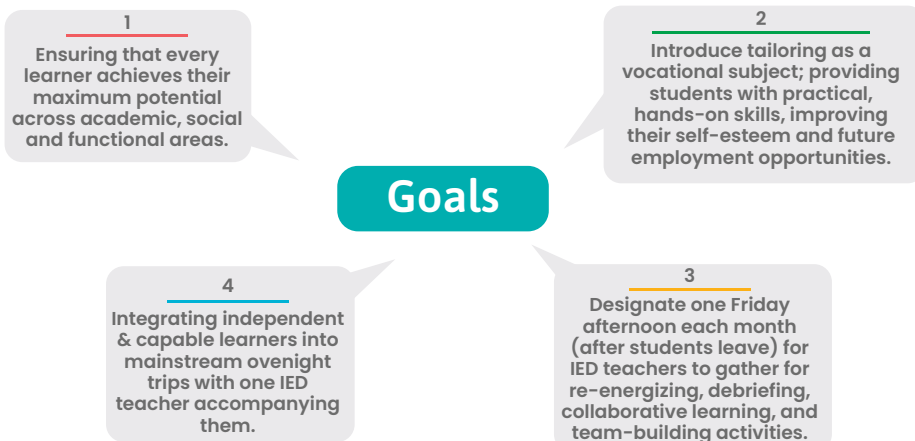 1
Ensuring that every
learner achieves their
maximum potential
across academic, social
and functional areas.
2
Introduce tailoring as a
vocational subject; providing
students with practical,
hands-on skills, improving
their self-esteem and future
employment opportunities.
Goals
4
Integrating independent
& capable learners into
mainstream ovenight
trips with one IED
teacher accompanying
them.
3
Designate one Friday
afternoon each month
(after students leave) for
IED teachers to gather for
re-energizing, debriefing,
collaborative learning, and
team-building activities.